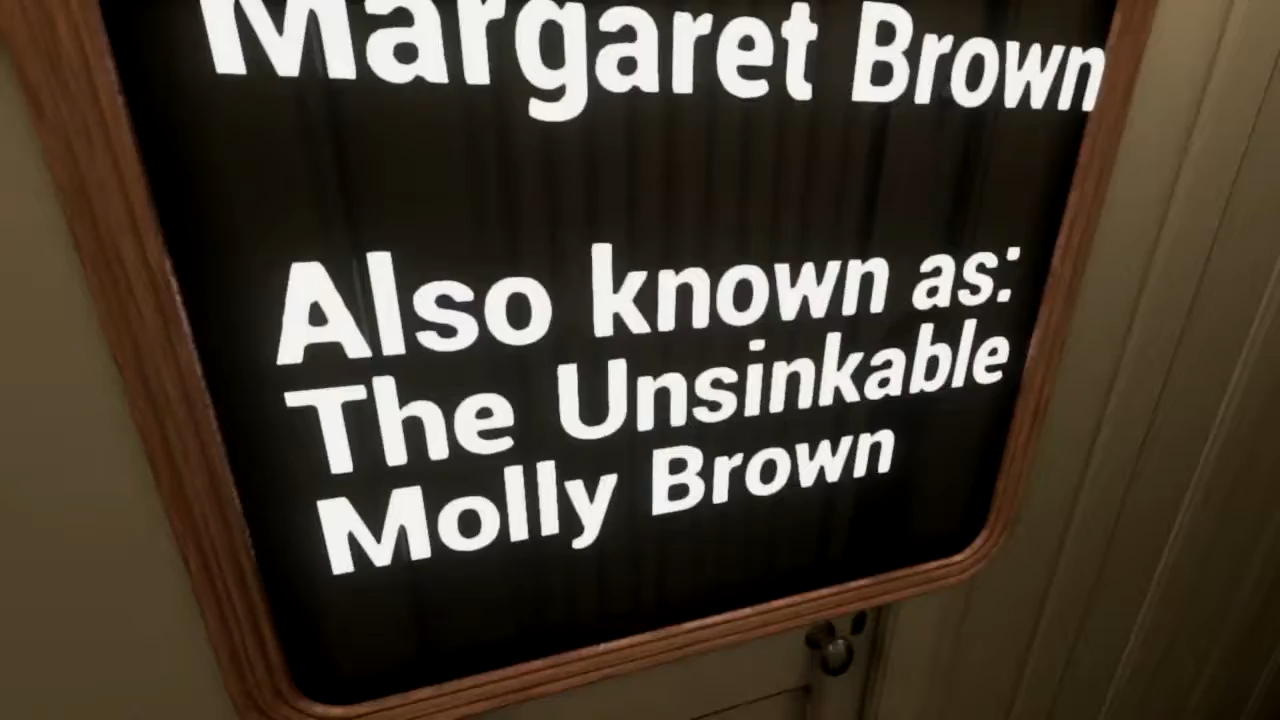 Margaret Brown
Also known as:
The Unsinkable
Molly Brown